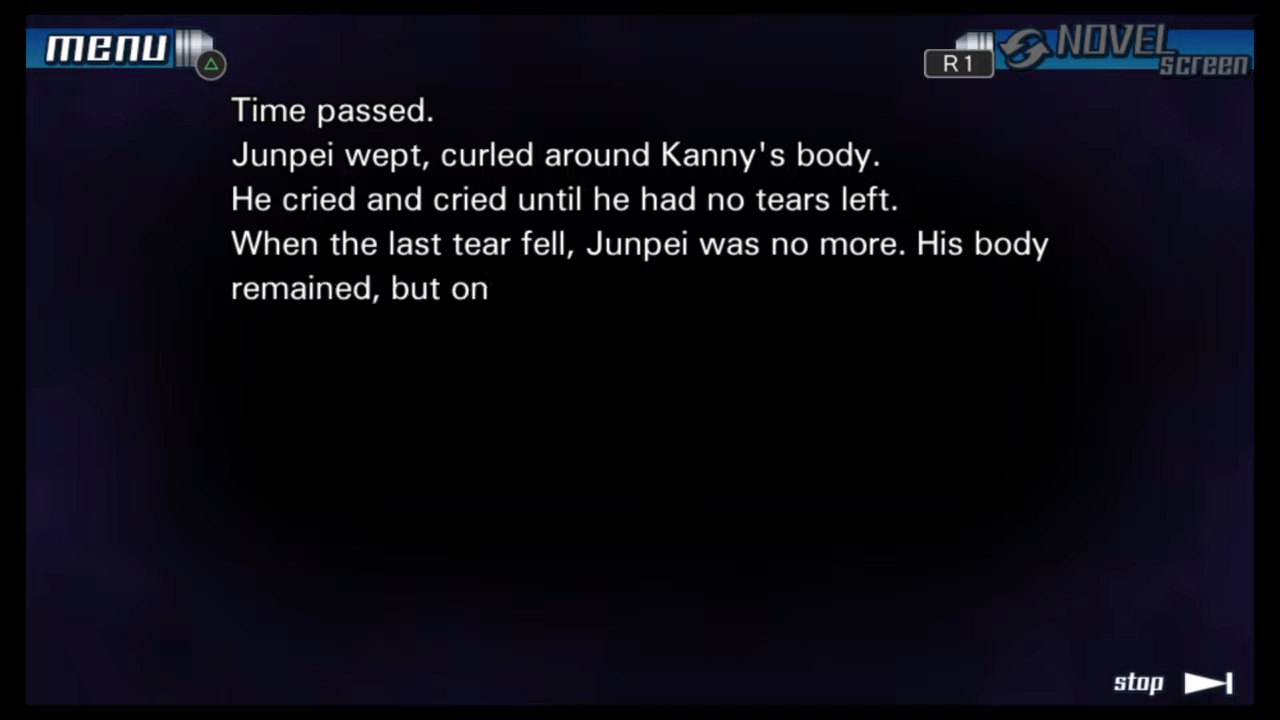 menu
R1
NOVEL
screen
Time passed.
Junpei wept, curled around Kanny's body.
He cried and cried until he had no tears left.
When the last tear fell, Junpei was no more. His body
remained, but on
stop